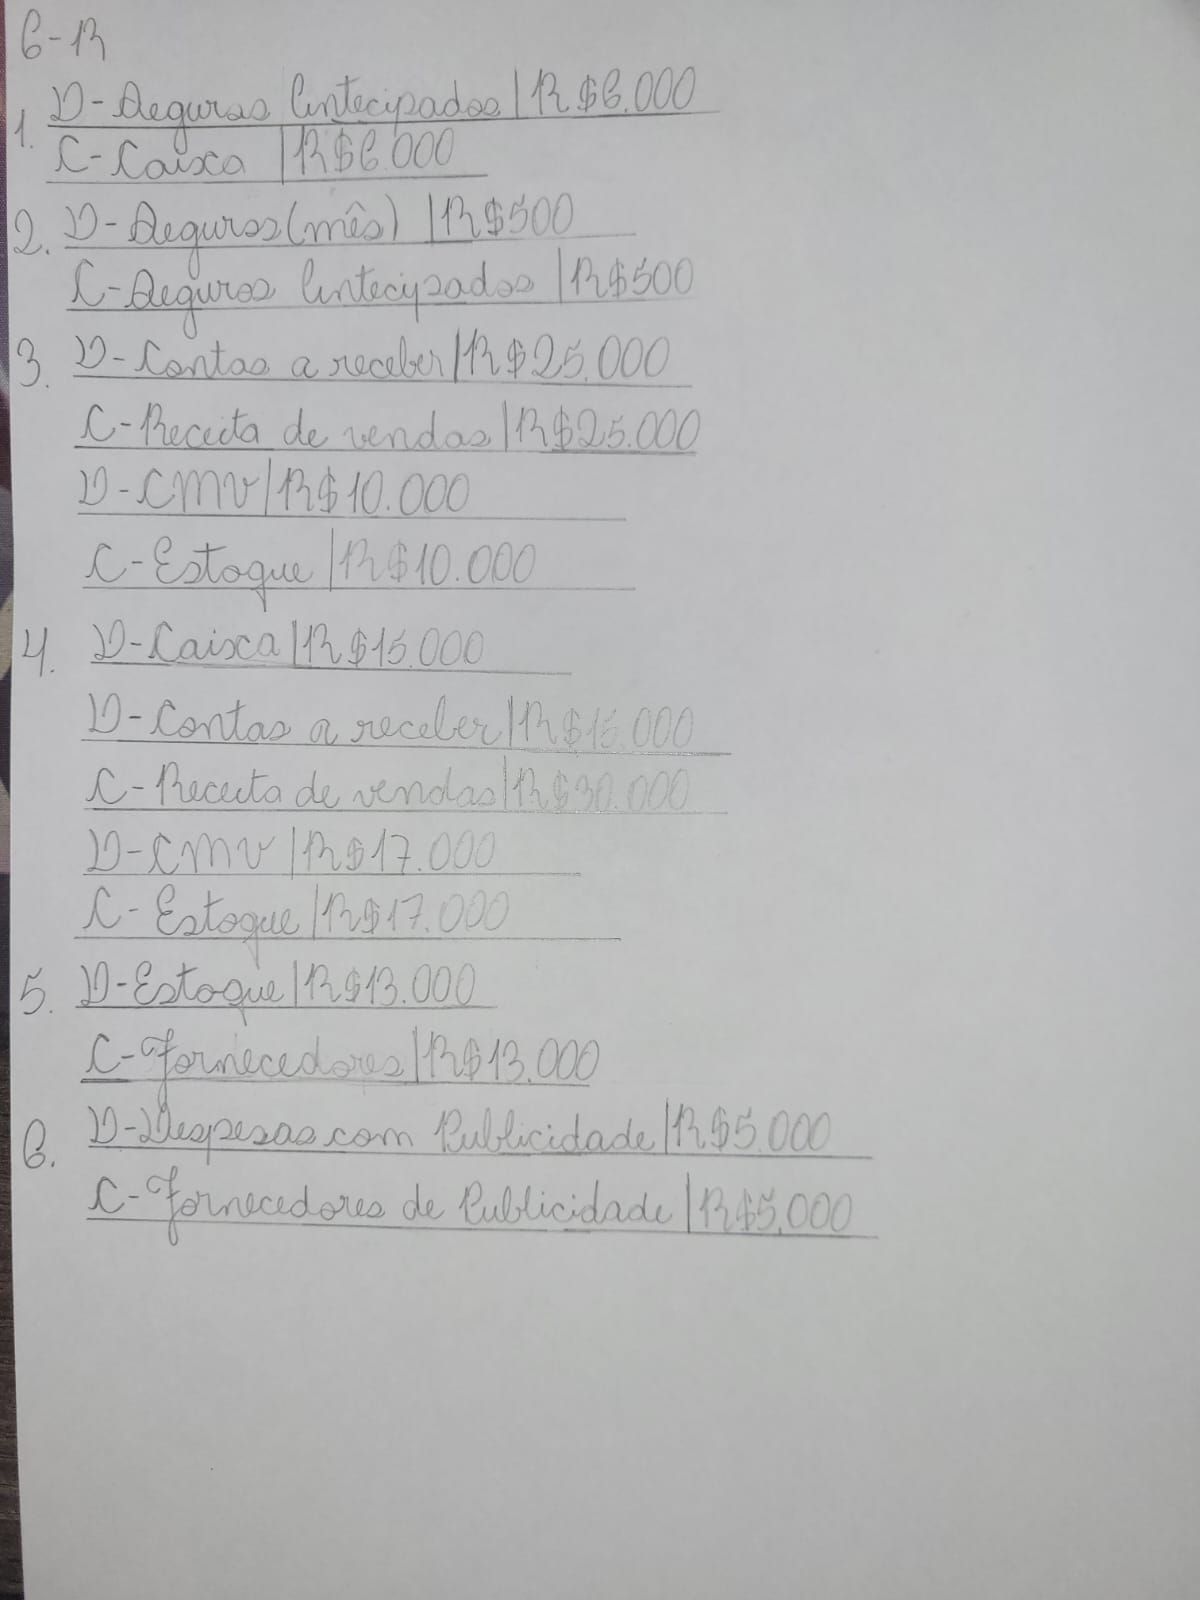 6-R
1. D- Seguros Antecipados | R$6.000
C- Caixa | R$6.000
2. D- Seguros (mês) | R$500
C- Seguros Antecipados | R$500
3. D- Contas a receber | R$25.000
C- Receita de vendas | R$25.000
D- CMV | R$10.000
C- Estoque | R$10.000
4. D- Caixa | R$15.000
D- Contas a receber | R$15.000
C- Receita de vendas | R$30.000
D- CMV | R$17.000
C- Estoque | R$17.000
5. D- Estoque | R$13.000
C- Fornecedores | R$13.000
6. D- Despesas com Publicidade | R$5.000
C- Fornecedores de Publicidade | R$5.000